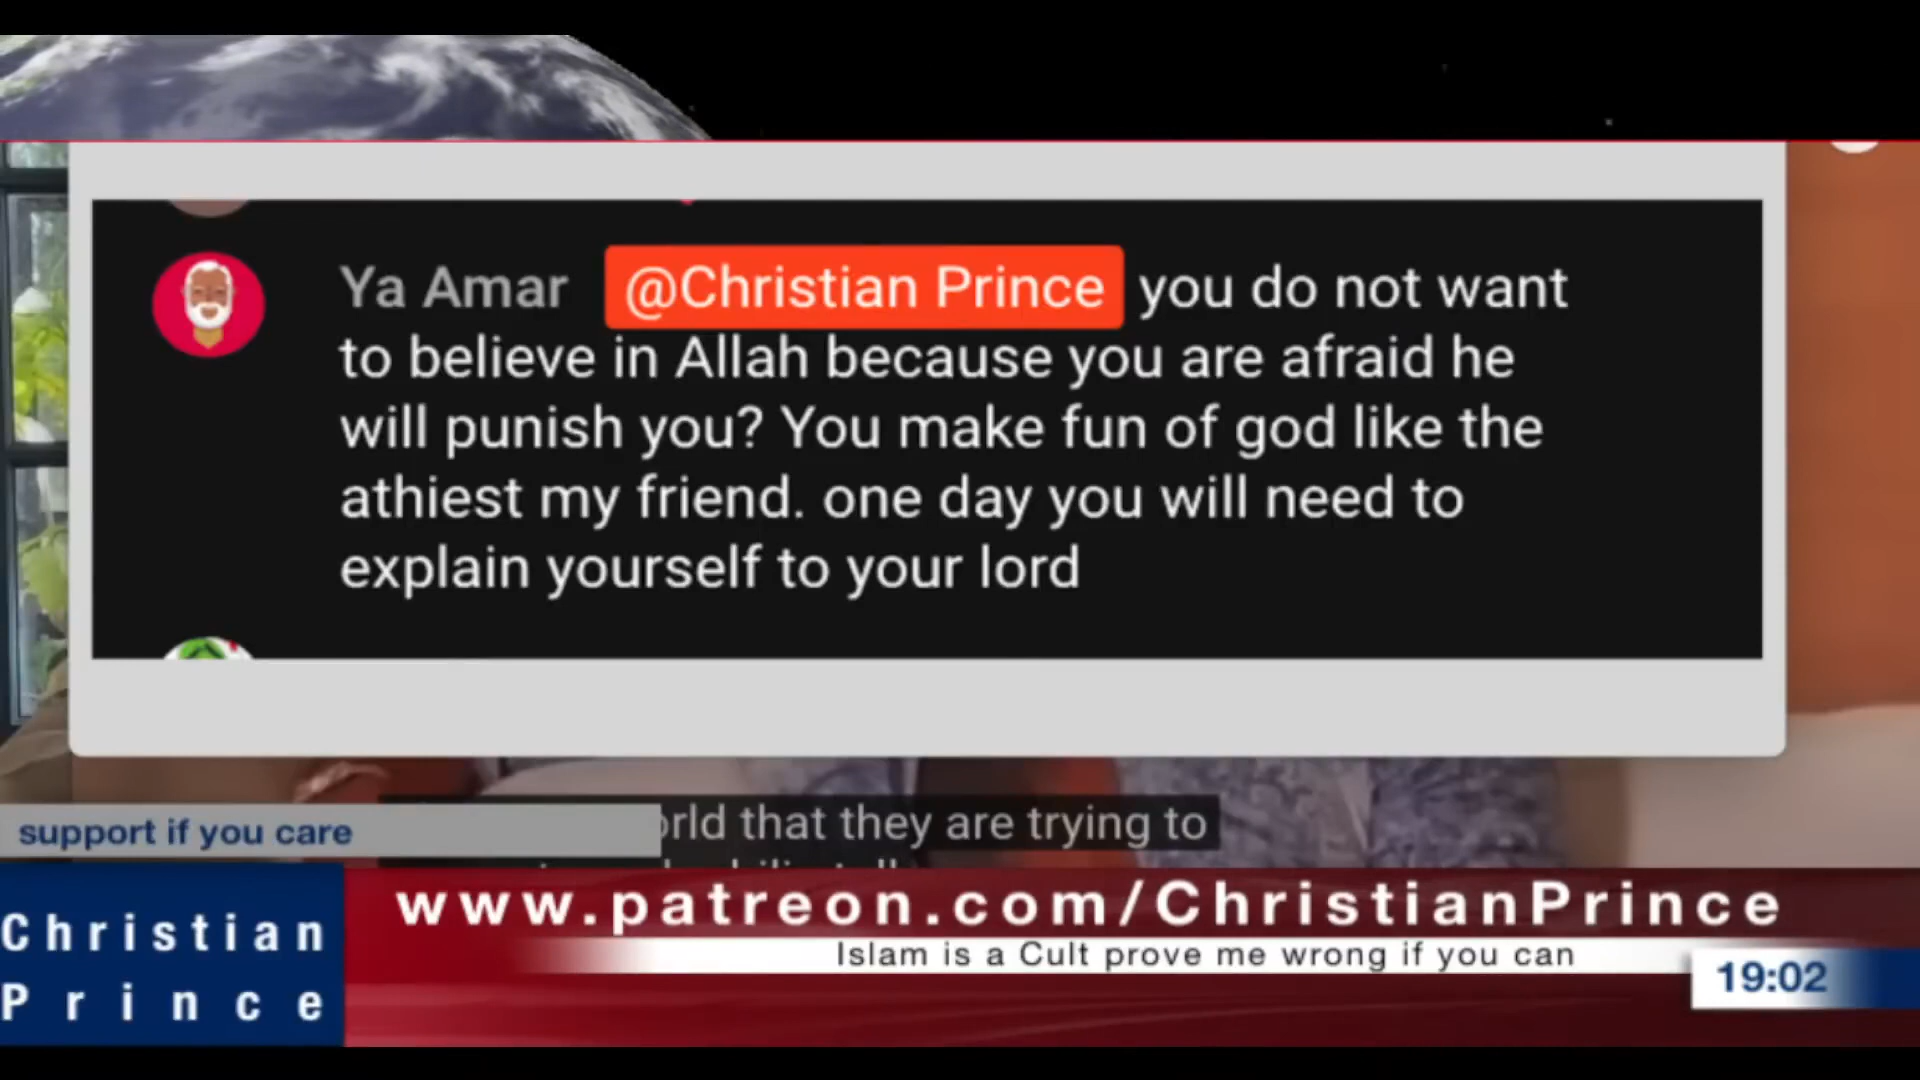 Ya Amar @Christian Prince you do not want
to believe in Allah because you are afraid he
will punish you? You make fun of god like the
athiest my friend. one day you will need to
explain yourself to your lord
that they are trying to
support if you care
Christian
Prince
www.patreon.com/ChristianPrince
Islam is a Cult prove me wrong if you can
19:02